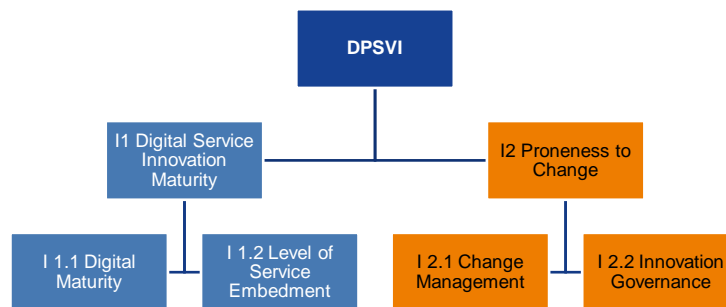 DPSVI
I1 Digital Service
Innovation
Maturity
I2 Proneness to
Change
I 1.1 Digital
Maturity
I 1.2 Level of
Service
Embedment
I 2.1 Change
Management
I 2.2 Innovation
Governance